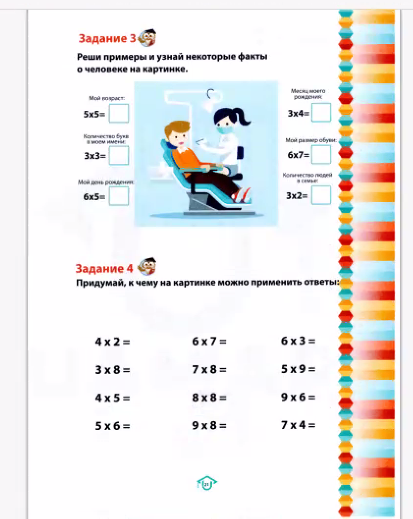 Задание 3
Реши примеры и узнай некоторые факты
о человеке на картинке.
Мой возраст:
5x5=
Месяц моего
рождения:
3x4=
Количество букв
в моем имени:
3x3=
Мой размер обуви:
6x7=
Мой день рождения:
6x5=
Количество людей
в семье:
3x2=
Задание 4
Придумай, к чему на картинке можно применить ответы:
4 x 2 =
6 x 7 =
6 x 3 =
3 x 8 =
7 x 8 =
5 x 9 =
4 x 5 =
8 x 8 =
9 x 6 =
5 x 6 =
9 x 8 =
7 x 4 =